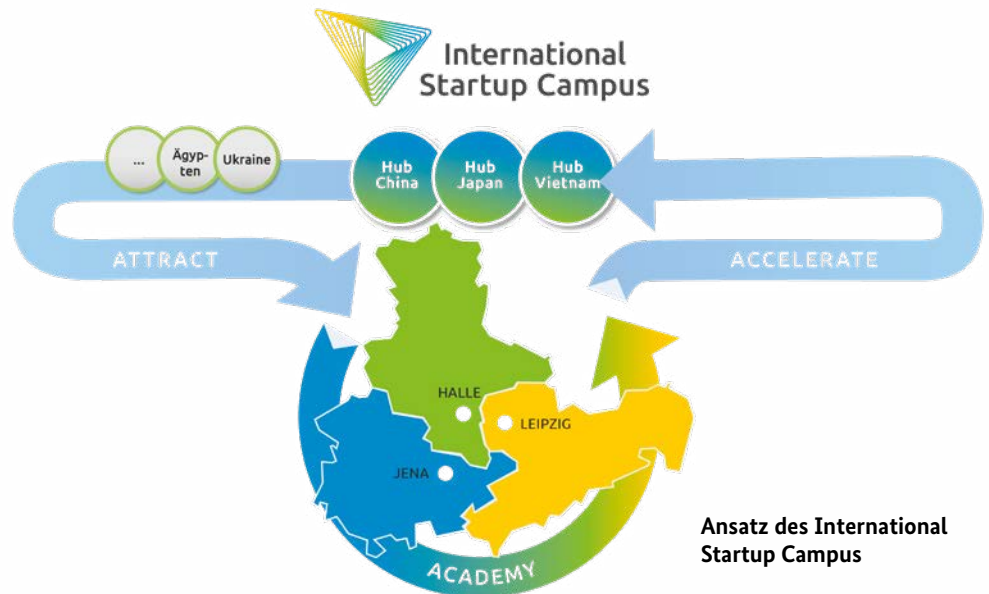 International
Startup Campus
...
Ägyp-
ten
Ukraine
Hub
China
Hub
Japan
Hub
Vietnam
ATTRACT
ACCELERATE
HALLE
LEIPZIG
JENA
ACADEMY
Ansatz des International
Startup Campus